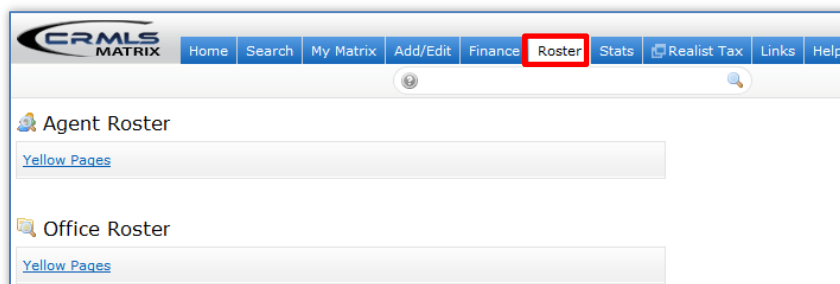 CRMLS
MATRIX
Home Search My Matrix Add/Edit Finance Roster Stats Realist Tax Links Help
?
Agent Roster
Yellow Pages
Office Roster
Yellow Pages